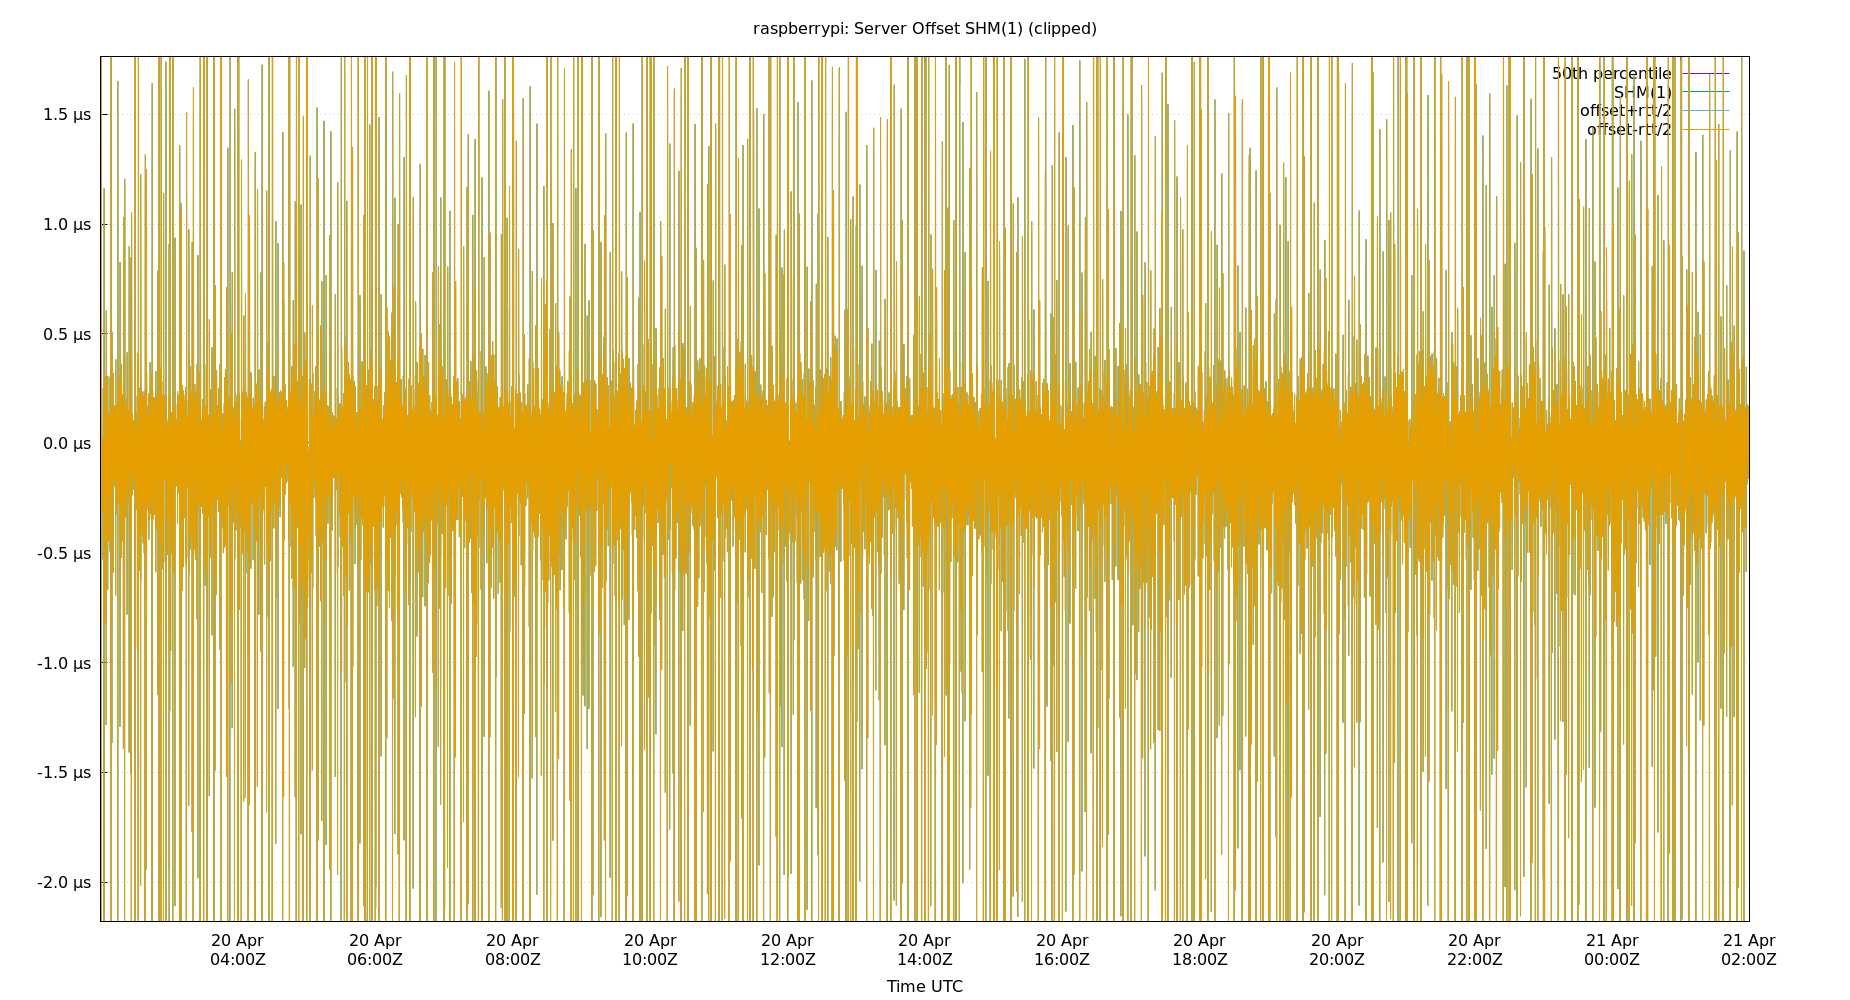 raspberrypi: Server Offset SHM(1) (clipped)
50th percentile
SHM(1)
offset+rtt/2
offset-rtt/2
1.5 µs
1.0 µs
0.5 µs
0.0 µs
-0.5 µs
-1.0 µs
-1.5 µs
-2.0 µs
20 Apr 20 Apr 20 Apr 20 Apr 20 Apr 20 Apr 20 Apr 20 Apr 20 Apr 20 Apr 21 Apr 21 Apr
04:00Z 06:00Z 08:00Z 10:00Z 12:00Z 14:00Z 16:00Z 18:00Z 20:00Z 22:00Z 00:00Z 02:00Z
Time UTC